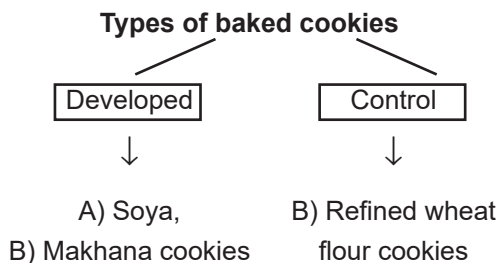 Types of baked cookies
Developed
Control
↓
↓
A) Soya,
B) Makhana cookies
B) Refined wheat
flour cookies